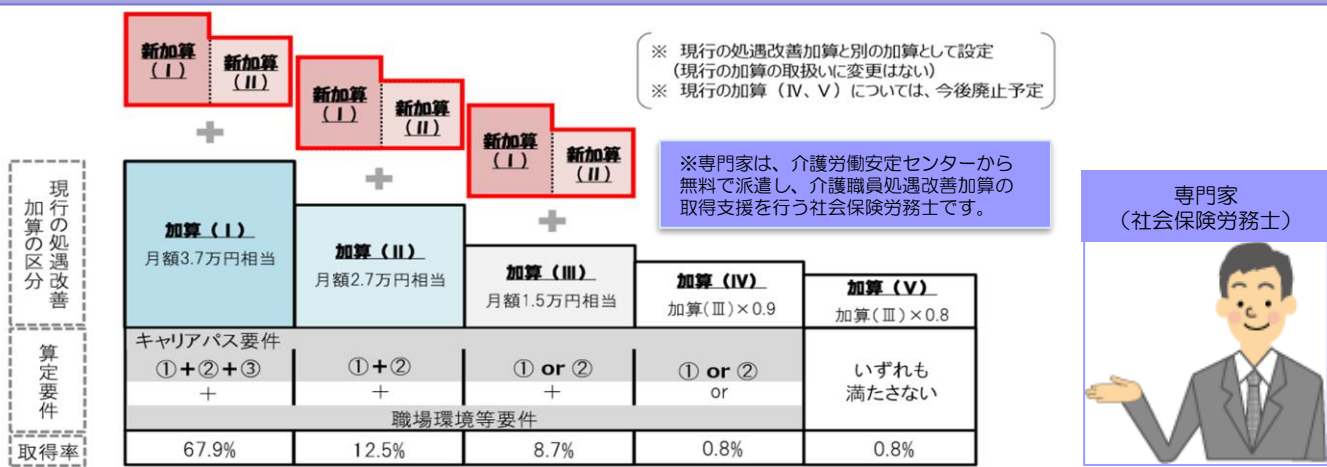 新加算
(Ⅰ)
新加算
(Ⅱ)
新加算
(Ⅰ)
新加算
(Ⅱ)
新加算
(Ⅰ)
新加算
(Ⅱ)
※ 現行の処遇改善加算と別の加算として設定
(現行の加算の取扱いに変更はない)
※ 現行の加算(Ⅳ、Ⅴ)については、今後廃止予定
※専門家は、介護労働安定センターから
無料で派遣し、介護職員処遇改善加算の
取得支援を行う社会保険労務士です。
専門家
(社会保険労務士)
現行の処遇改善
加算の区分
加算(Ⅰ)
月額3.7万円相当
加算(Ⅱ)
月額2.7万円相当
加算(Ⅲ)
月額1.5万円相当
加算(Ⅳ)
加算(Ⅲ)×0.9
加算(Ⅴ)
加算(Ⅲ)×0.8
算定要件
キャリアパス要件
①+②+③
+
①+②
+
① or ②
+
① or ②
or
いずれも
満たさない
職場環境等要件
取得率
67.9%
12.5%
8.7%
0.8%
0.8%